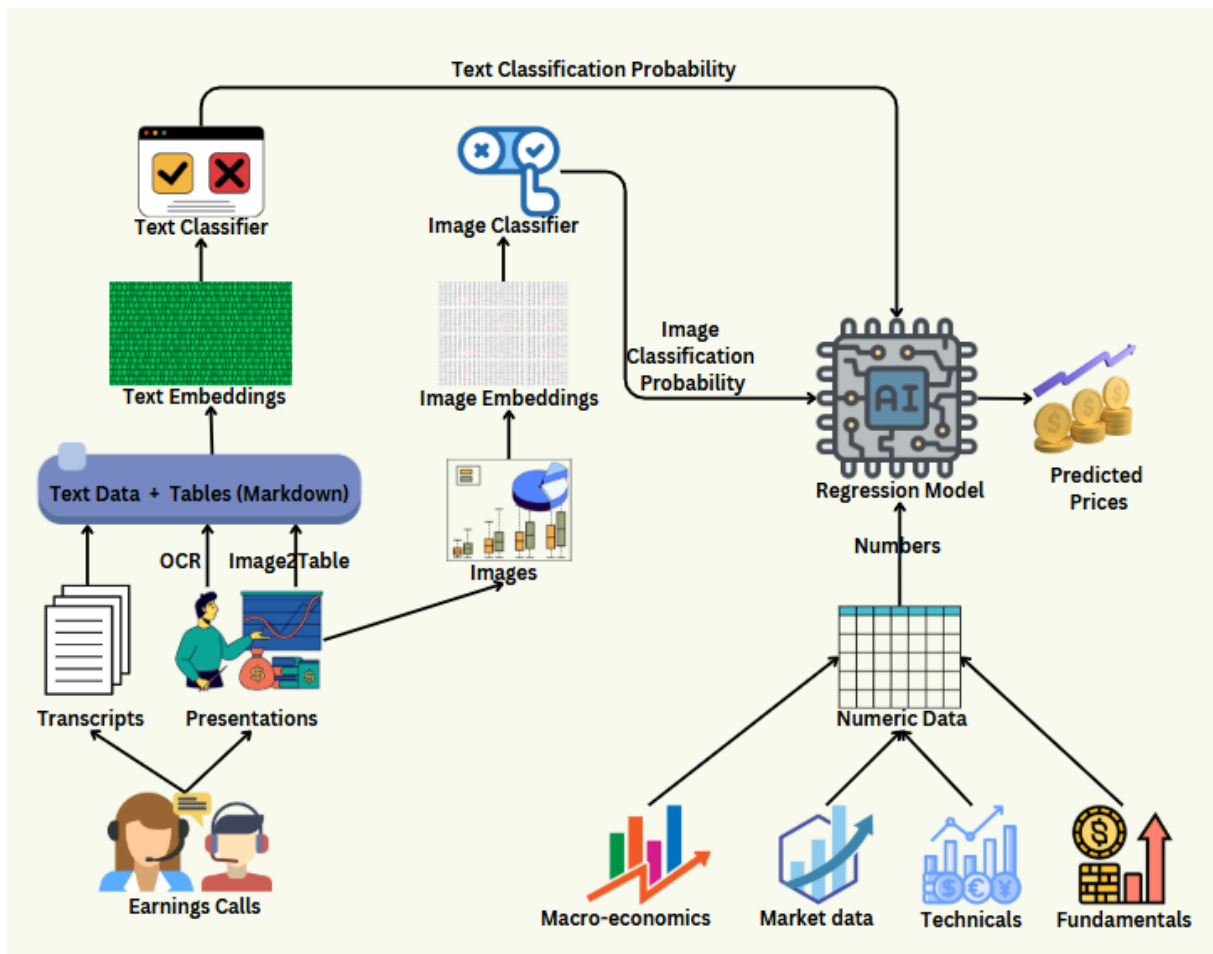 Text Classification Probability
Text Classifier
Image Classifier
Image
Classification
Probability
Text Embeddings
Image Embeddings
AI
Regression Model
Predicted
Prices
Text Data + Tables (Markdown)
OCR
Image2Table
Images
Numbers
Transcripts
Presentations
Numeric Data
Earnings Calls
Macro-economics
Market data
Technicals
Fundamentals